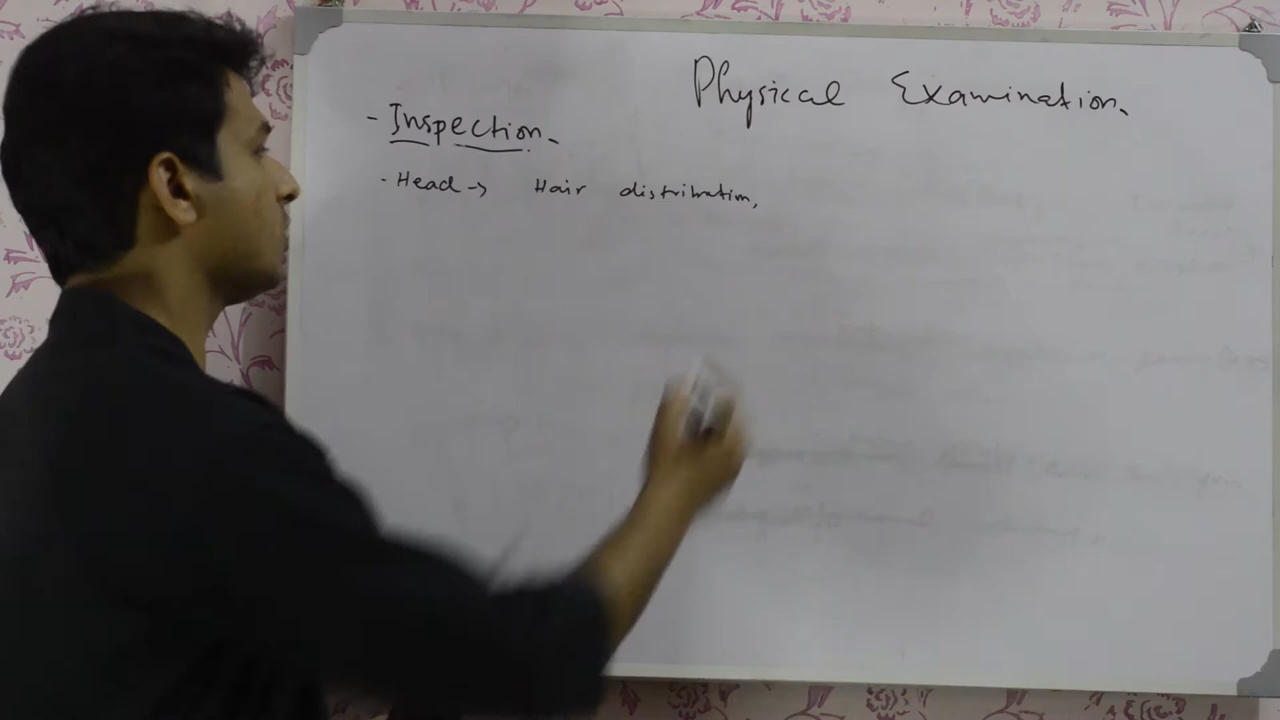 Physical Examination.
- Inspection.
- Head -> Hair distribution,